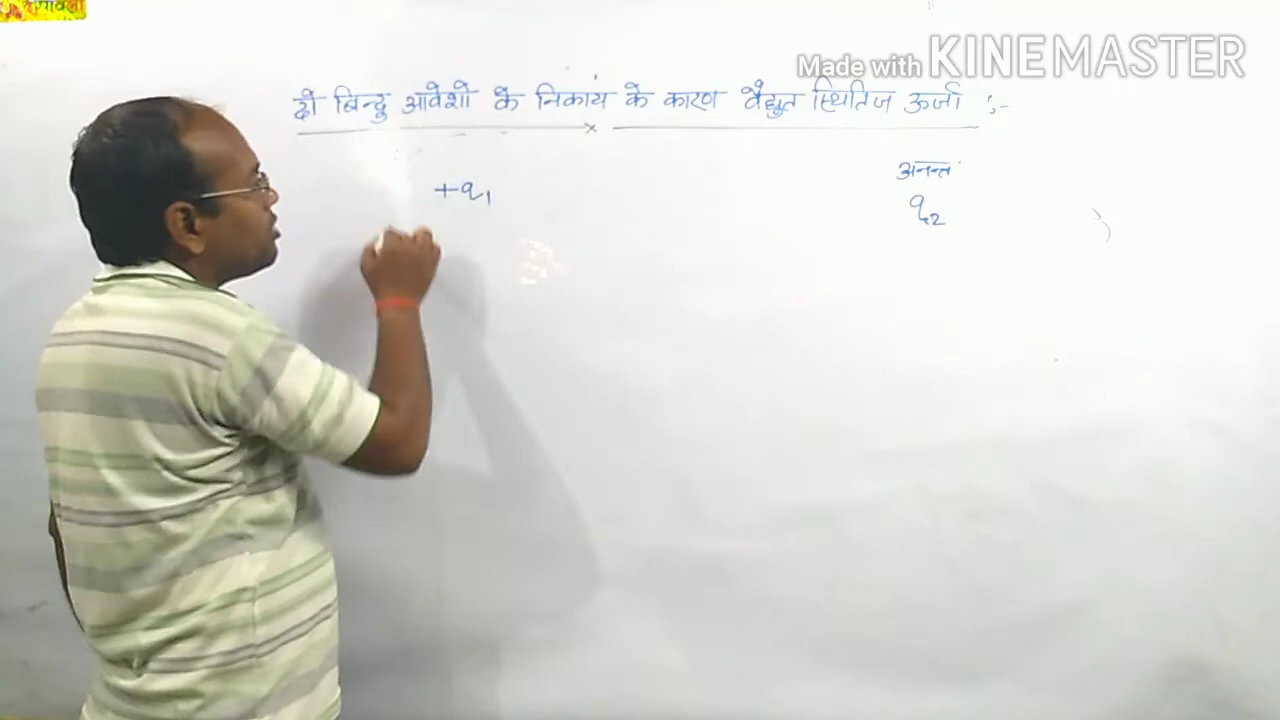 Made with KINEMASTER
दो बिन्दु आवेशो के निकाय के कारण वैद्युत स्थितिज ऊर्जा :-
अनन्त
+q₁
q₂